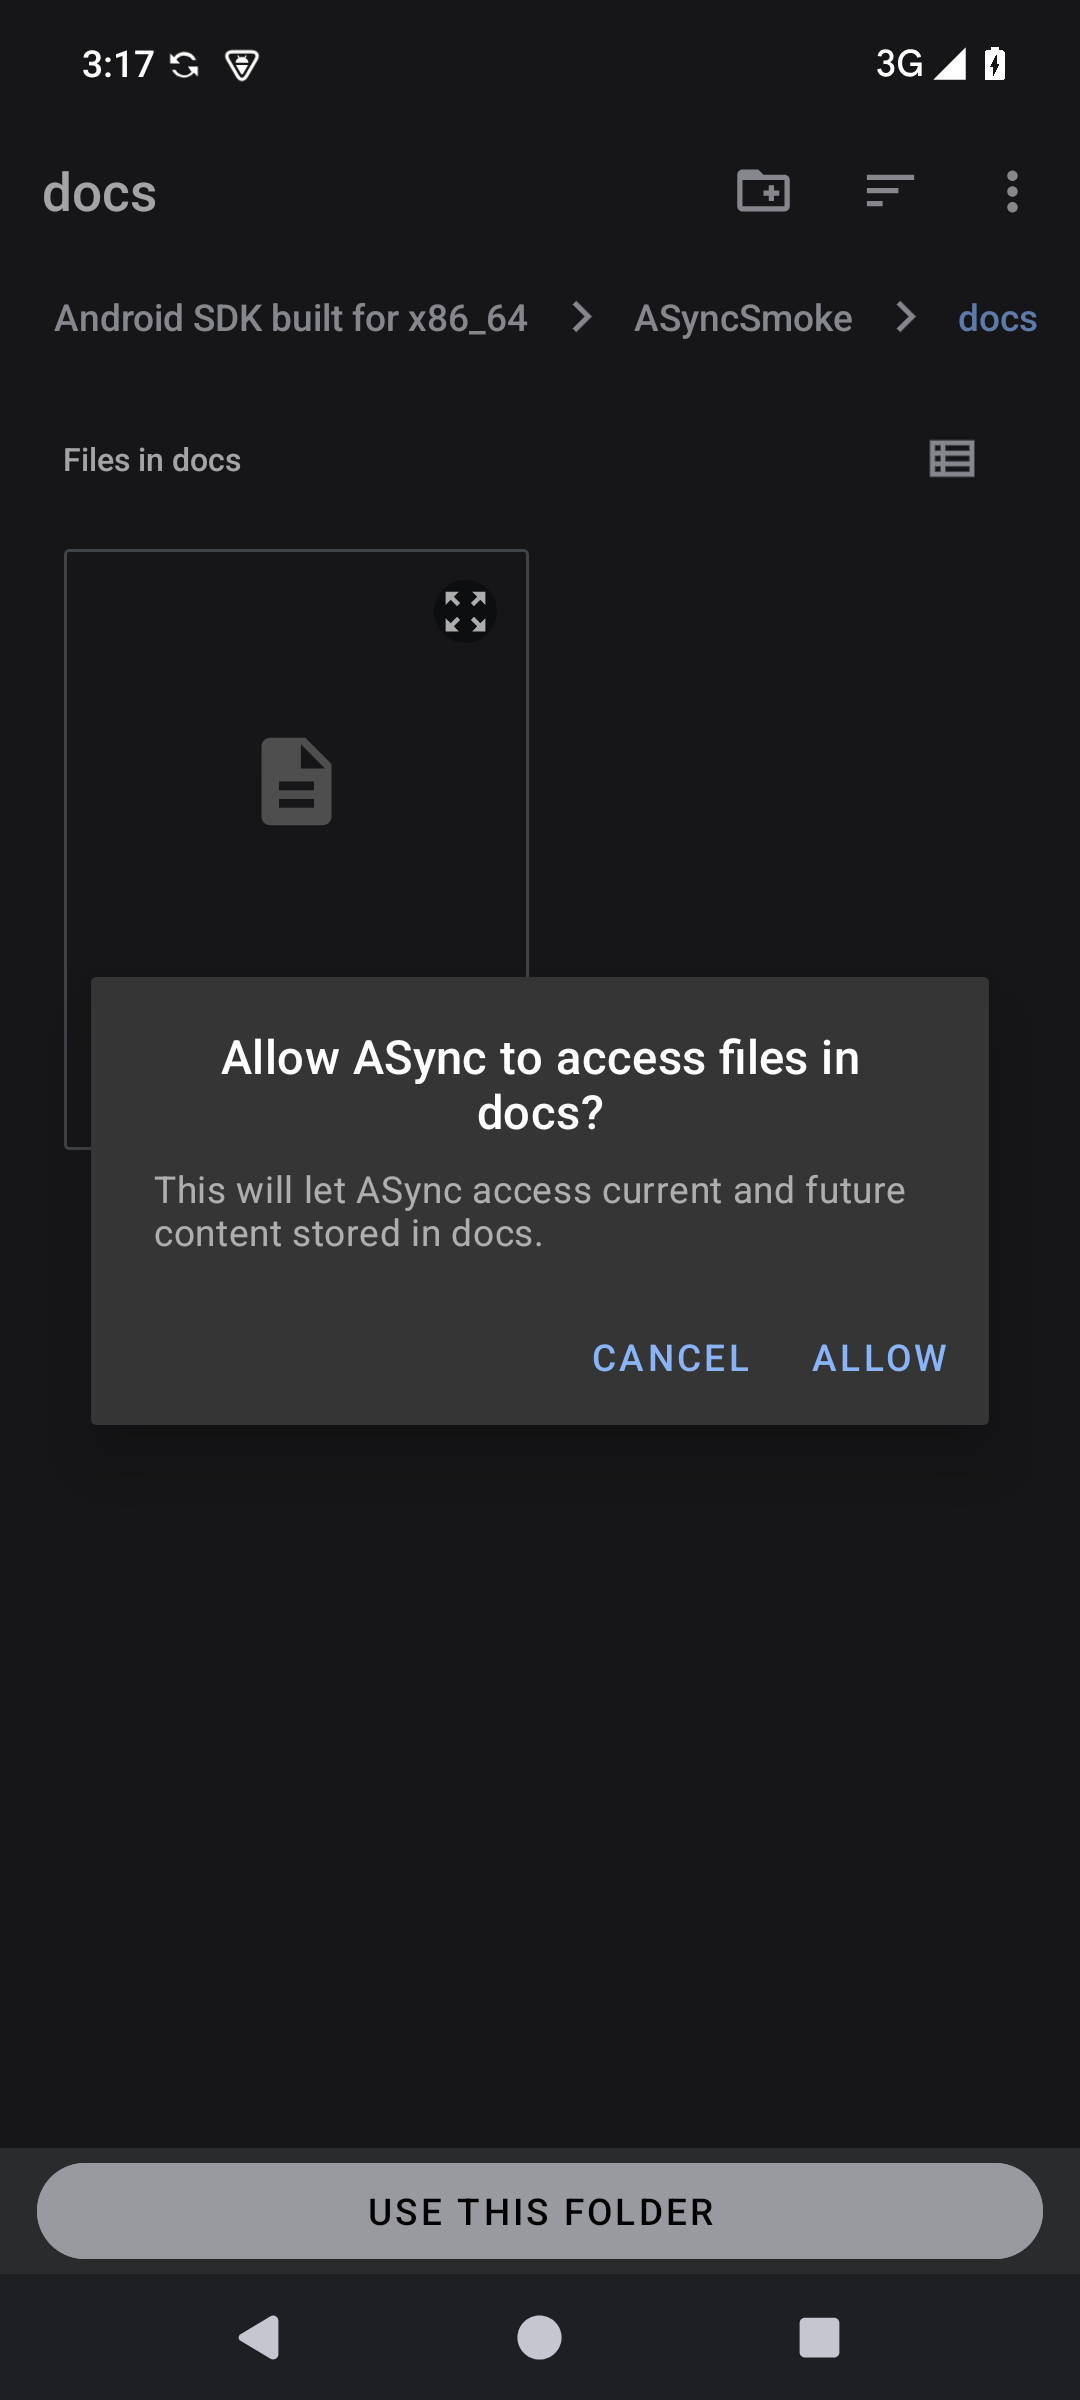 3:17
3G
docs
Android SDK built for x86_64
ASyncSmoke
docs
Files in docs
Allow ASync to access files in
docs?
This will let ASync access current and future
content stored in docs.
CANCEL
ALLOW
USE THIS FOLDER